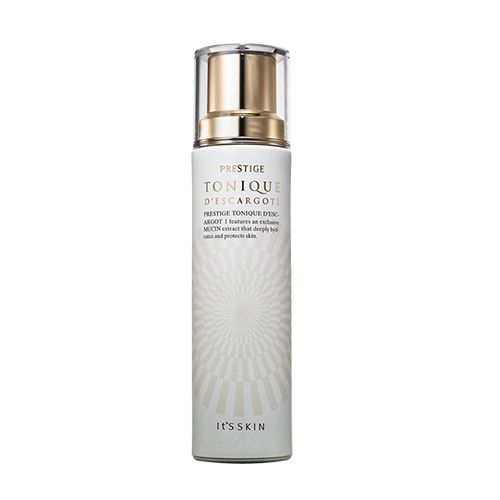 PRESTIGE
TONIQUE
D'ESCARGOT1
PRESTIGE TONIQUE D'ESC-
ARGOT 1 features an exclusive
MUCIN extract that deeply hyd-
rates and protects skin.
It'S SKIN